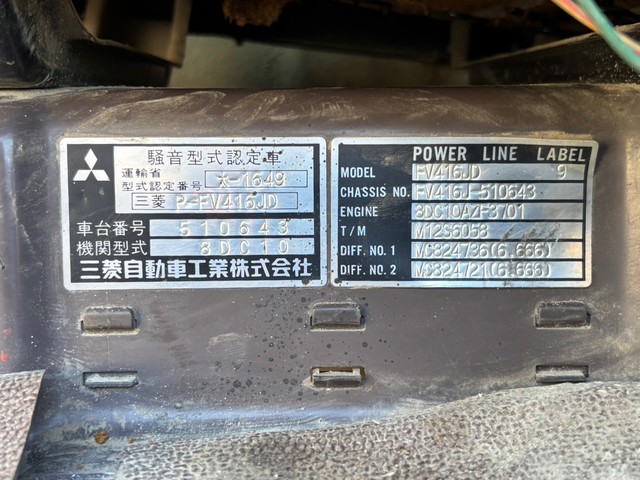 騒音型式認定車
運輸省
型式認定番号 大-1649
三菱 P-FV416JD
車台番号 510643
機関型式 8DC10
三菱自動車工業株式会社
POWER LINE LABEL
MODEL FV416JD 9
CHASSIS NO. FV416J-510643
ENGINE 8DC10AZF3701
T/M M12S6058
DIFF. NO. 1 MC824736(6.666)
DIFF. NO. 2 MC824721(6.666)